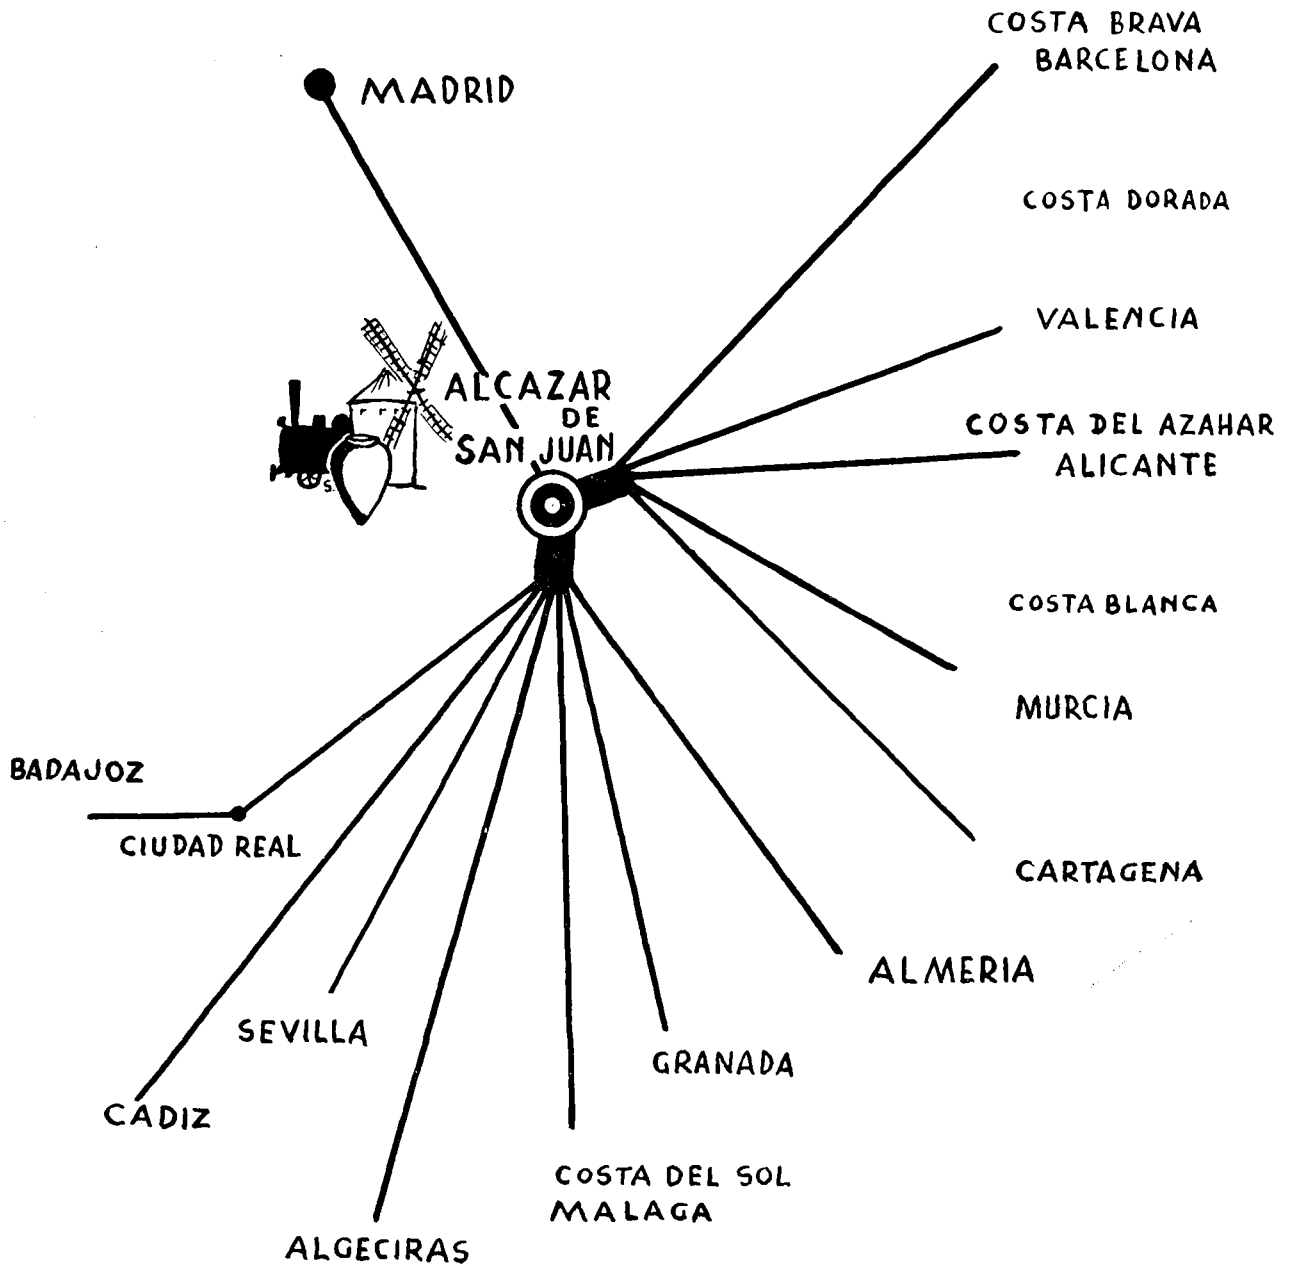 COSTA BRAVA
BARCELONA
MADRID
COSTA DORADA
VALENCIA
ALCAZAR
DE
SAN JUAN
COSTA DEL AZAHAR
ALICANTE
S.
COSTA BLANCA
MURCIA
BADAJOZ
CIUDAD REAL
CARTAGENA
ALMERIA
SEVILLA
GRANADA
CADIZ
COSTA DEL SOL
MALAGA
ALGECIRAS